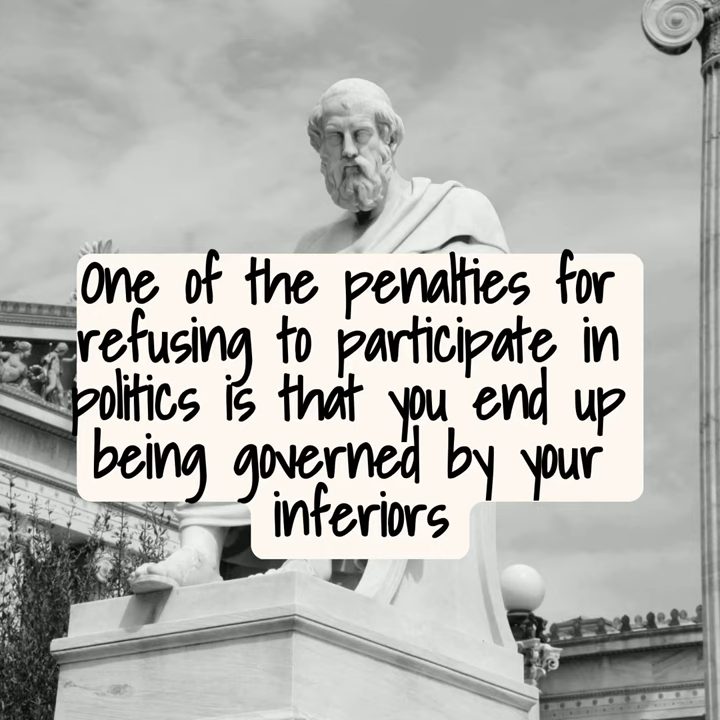 One of the penalties for
refusing to participate in
politics is that you end up
being governed by your
inferiors